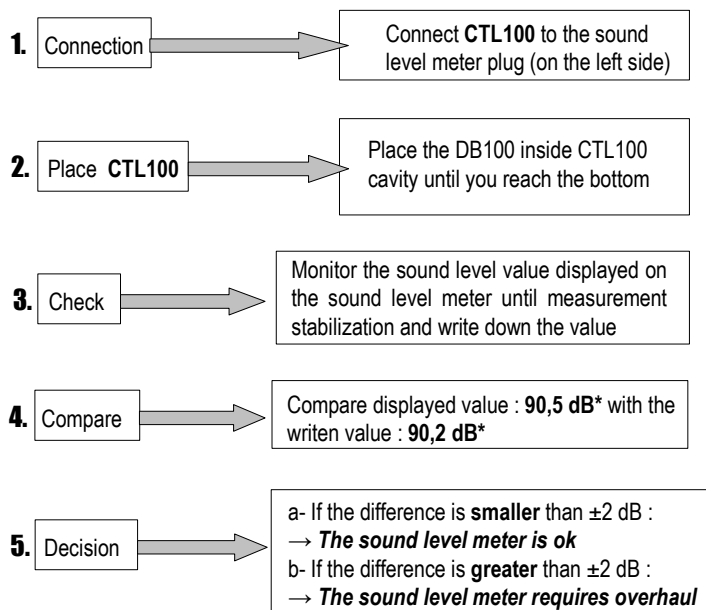 1. Connection
Connect CTL100 to the sound
level meter plug (on the left side)
2. Place CTL100
Place the DB100 inside CTL100
cavity until you reach the bottom
3. Check
Monitor the sound level value displayed on
the sound level meter until measurement
stabilization and write down the value
4. Compare
Compare displayed value : 90,5 dB* with the
writen value : 90,2 dB*
5. Decision
a- If the difference is smaller than ±2 dB :
→ The sound level meter is ok
b- If the difference is greater than ±2 dB :
→ The sound level meter requires overhaul